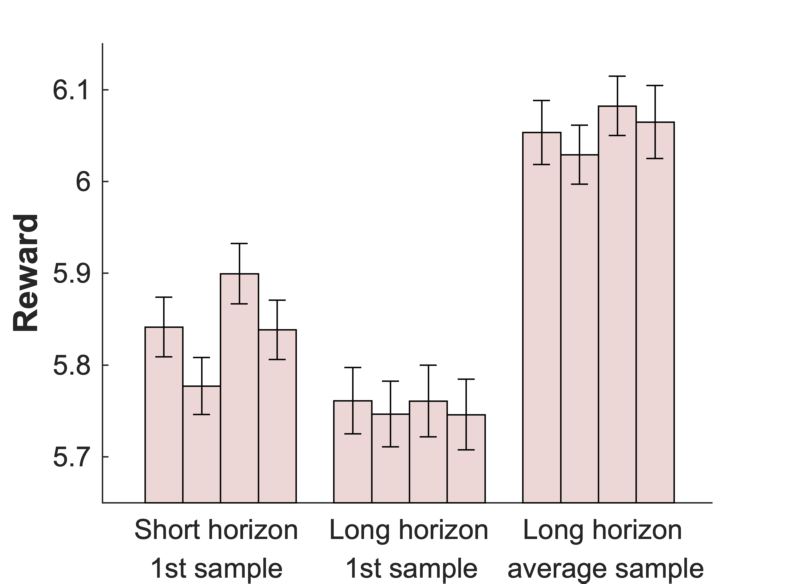 Reward
6.1
6
5.9
5.8
5.7
Short horizon
1st sample
Long horizon
1st sample
Long horizon
average sample